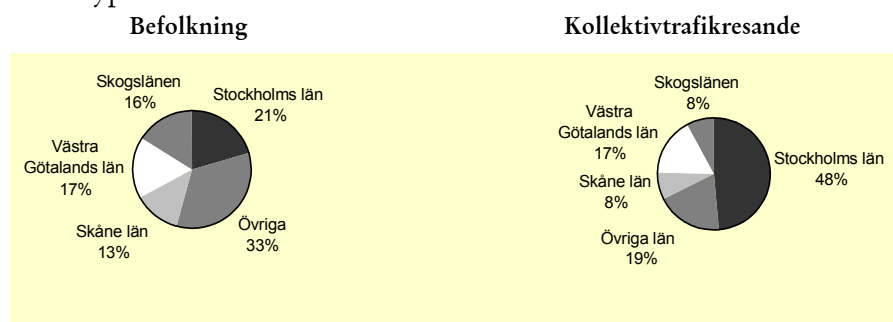 Befolkning
Skogslänen
16%
Stockholms län
21%
Västra
Götalands län
17%
Skåne län
13%
Övriga
33%
Kollektivtrafikresande
Skogslänen
8%
Västra
Götalands län
17%
Stockholms län
48%
Skåne län
8%
Övriga län
19%